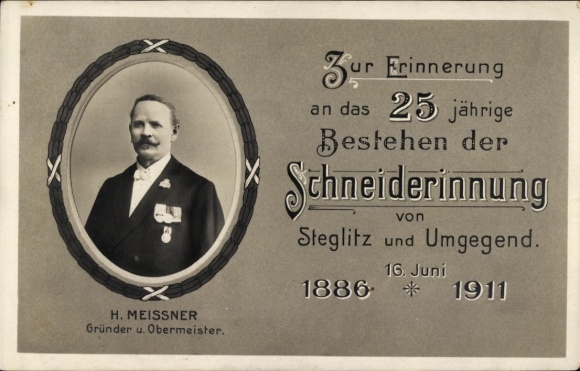 Zur Erinnerung
an das 25 jährige
Bestehen der
Schneiderinnung
von
Steglitz und Umgegend.
16. Juni
1886 * 1911
H. MEISSNER
Gründer u. Obermeister.